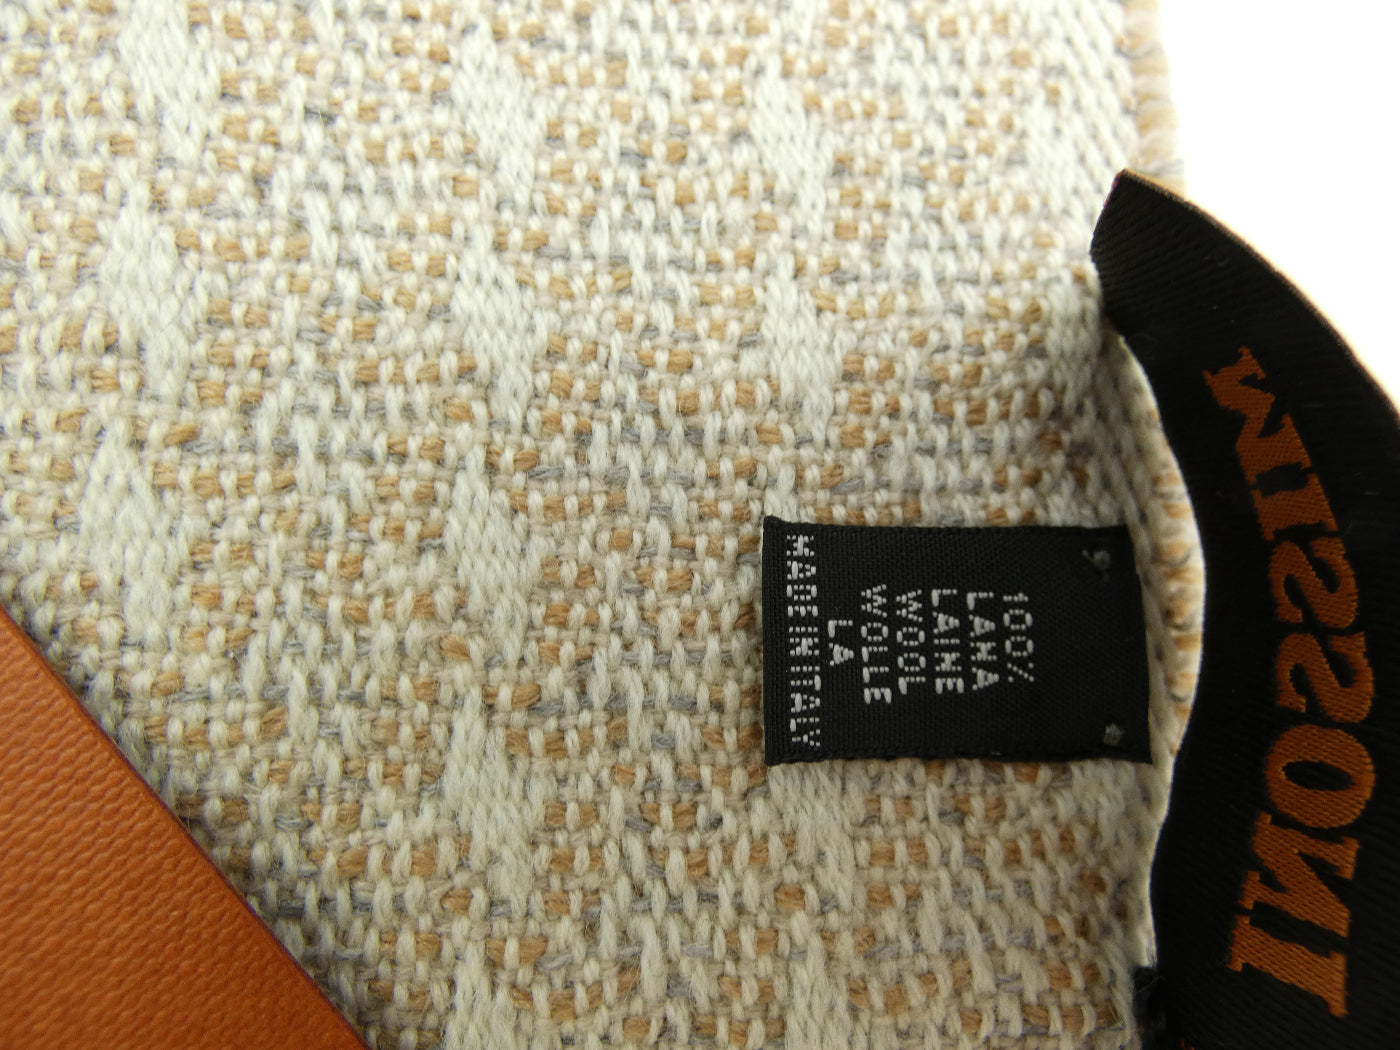 100%
LANA
LAINE
WOOL
WOLLE
LA
MADE IN ITALY
MISSONI